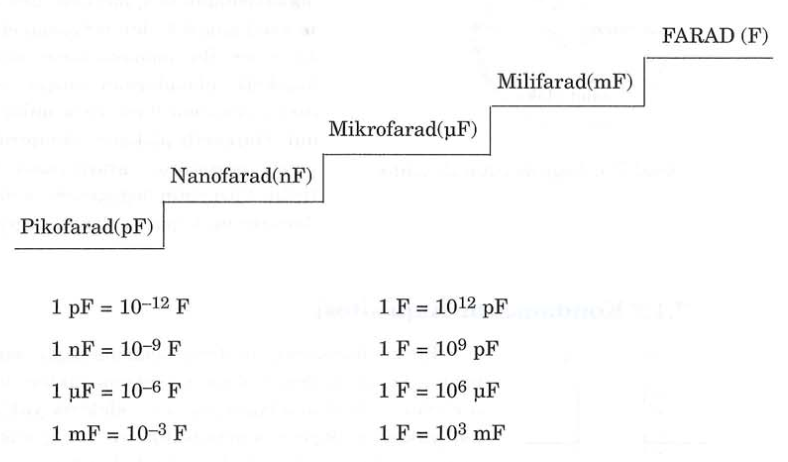 FARAD (F)
Milifarad(mF)
Mikrofarad(µF)
Nanofarad(nF)
Pikofarad(pF)
1 pF = 10⁻¹² F
1 F = 10¹² pF
1 nF = 10⁻⁹ F
1 F = 10⁹ pF
1 µF = 10⁻⁶ F
1 F = 10⁶ µF
1 mF = 10⁻³ F
1 F = 10³ mF